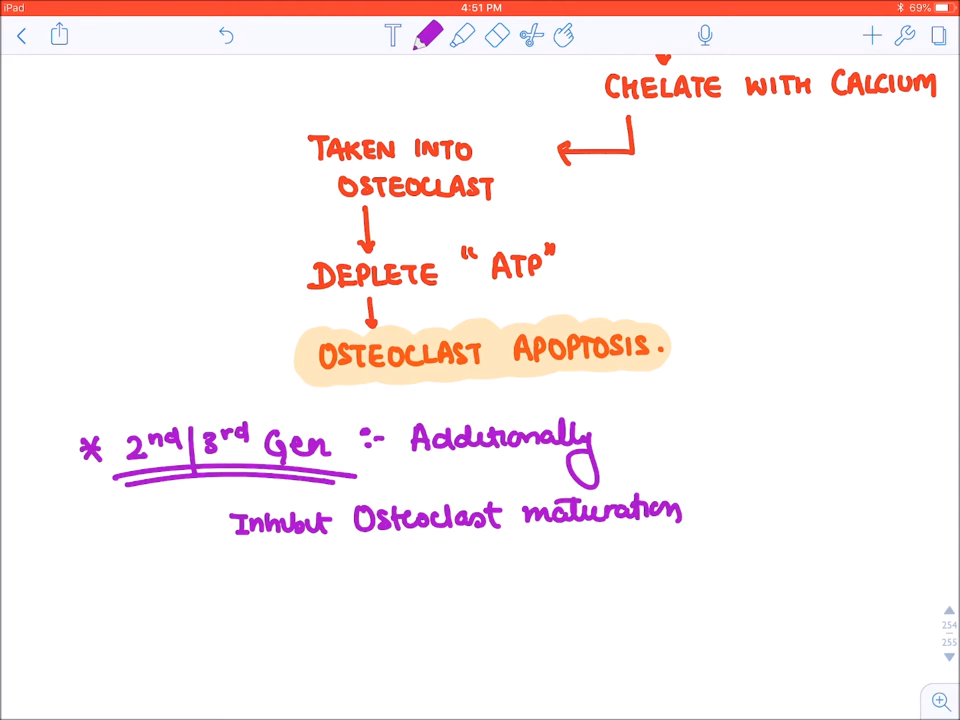 iPad 4:51 PM 69%
T
CHELATE WITH CALCIUM
TAKEN INTO
OSTEOCLAST
DEPLETE "ATP"
OSTEOCLAST APOPTOSIS.
* 2nd/3rd Gen :- Additionally
Inhibit Osteoclast maturation
254
255